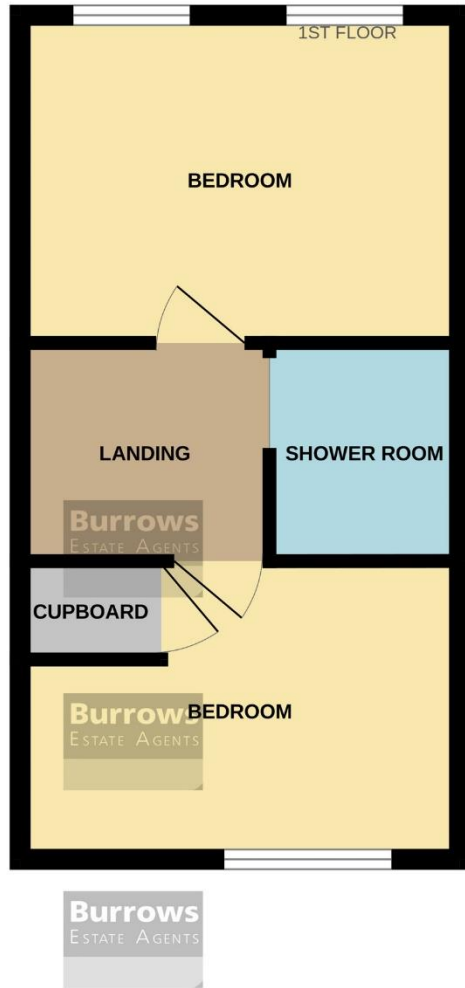 1ST FLOOR
BEDROOM
LANDING
SHOWER ROOM
Burrows
ESTATE AGENTS
CUPBOARD
Burrows
ESTATE AGENTS
BEDROOM
Burrows
ESTATE AGENTS